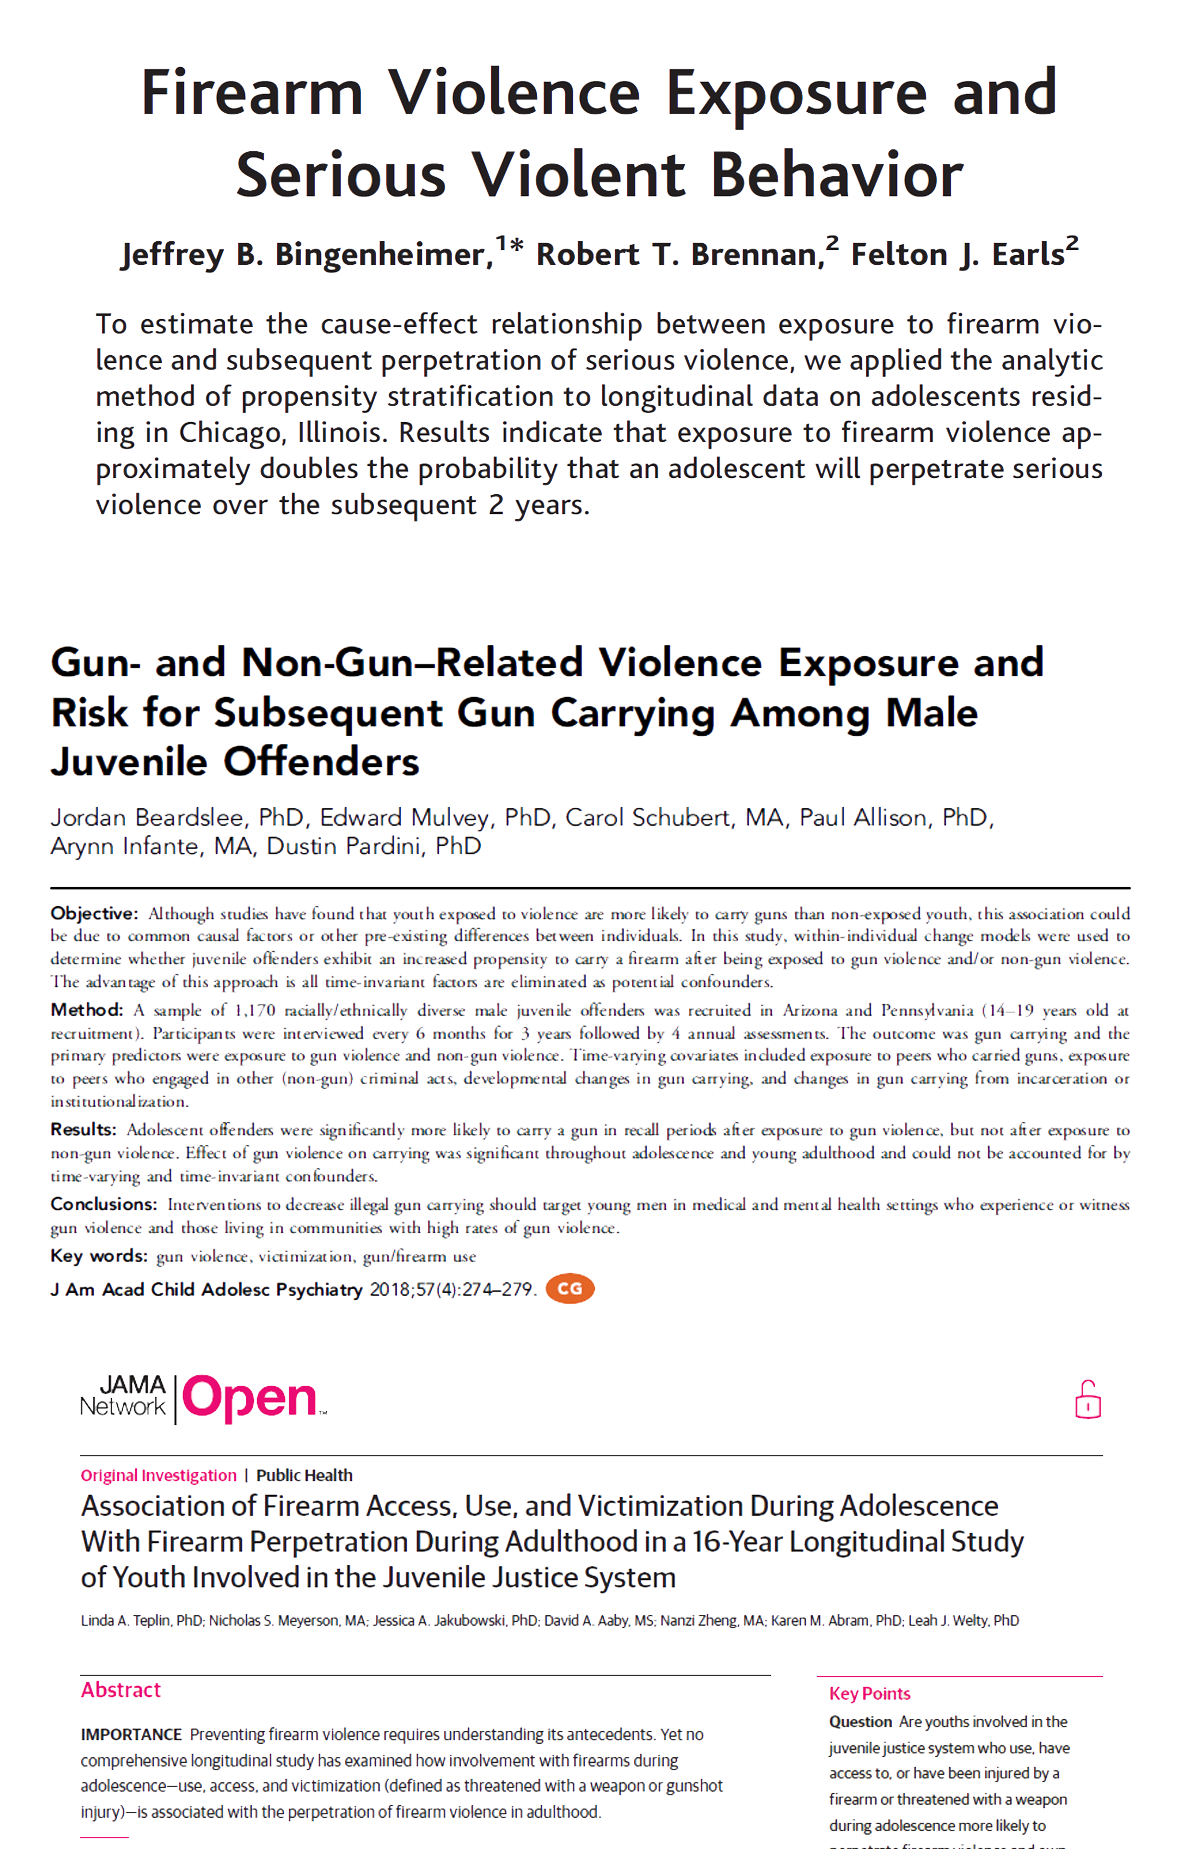 Firearm Violence Exposure and
Serious Violent Behavior
Jeffrey B. Bingenheimer,1* Robert T. Brennan,2 Felton J. Earls2
To estimate the cause-effect relationship between exposure to firearm vio-
lence and subsequent perpetration of serious violence, we applied the analytic
method of propensity stratification to longitudinal data on adolescents resid-
ing in Chicago, Illinois. Results indicate that exposure to firearm violence ap-
proximately doubles the probability that an adolescent will perpetrate serious
violence over the subsequent 2 years.
Gun- and Non-Gun–Related Violence Exposure and
Risk for Subsequent Gun Carrying Among Male
Juvenile Offenders
Jordan Beardslee, PhD, Edward Mulvey, PhD, Carol Schubert, MA, Paul Allison, PhD,
Arynn Infante, MA, Dustin Pardini, PhD
Objective: Although studies have found that youth exposed to violence are more likely to carry guns than non-exposed youth, this association could
be due to common causal factors or other pre-existing differences between individuals. In this study, within-individual change models were used to
determine whether juvenile offenders exhibit an increased propensity to carry a firearm after being exposed to gun violence and/or non-gun violence.
The advantage of this approach is all time-invariant factors are eliminated as potential confounders.
Method: A sample of 1,170 racially/ethnically diverse male juvenile offenders was recruited in Arizona and Pennsylvania (14–19 years old at
recruitment). Participants were interviewed every 6 months for 3 years followed by 4 annual assessments. The outcome was gun carrying and the
primary predictors were exposure to gun violence and non-gun violence. Time-varying covariates included exposure to peers who carried guns, exposure
to peers who engaged in other (non-gun) criminal acts, developmental changes in gun carrying, and changes in gun carrying from incarceration or
institutionalization.
Results: Adolescent offenders were significantly more likely to carry a gun in recall periods after exposure to gun violence, but not after exposure to
non-gun violence. Effect of gun violence on carrying was significant throughout adolescence and young adulthood and could not be accounted for by
time-varying and time-invariant confounders.
Conclusions: Interventions to decrease illegal gun carrying should target young men in medical and mental health settings who experience or witness
gun violence and those living in communities with high rates of gun violence.
Key words: gun violence, victimization, gun/firearm use
J Am Acad Child Adolesc Psychiatry 2018;57(4):274–279. CG
JAMA
Network | Open™
Original Investigation | Public Health
Association of Firearm Access, Use, and Victimization During Adolescence
With Firearm Perpetration During Adulthood in a 16-Year Longitudinal Study
of Youth Involved in the Juvenile Justice System
Linda A. Teplin, PhD; Nicholas S. Meyerson, MA; Jessica A. Jakubowski, PhD; David A. Aaby, MS; Nanzi Zheng, MA; Karen M. Abram, PhD; Leah J. Welty, PhD
Abstract
IMPORTANCE Preventing firearm violence requires understanding its antecedents. Yet no
comprehensive longitudinal study has examined how involvement with firearms during
adolescence—use, access, and victimization (defined as threatened with a weapon or gunshot
injury)—is associated with the perpetration of firearm violence in adulthood.
Key Points
Question Are youths involved in the
juvenile justice system who use, have
access to, or have been injured by a
firearm or threatened with a weapon
during adolescence more likely to